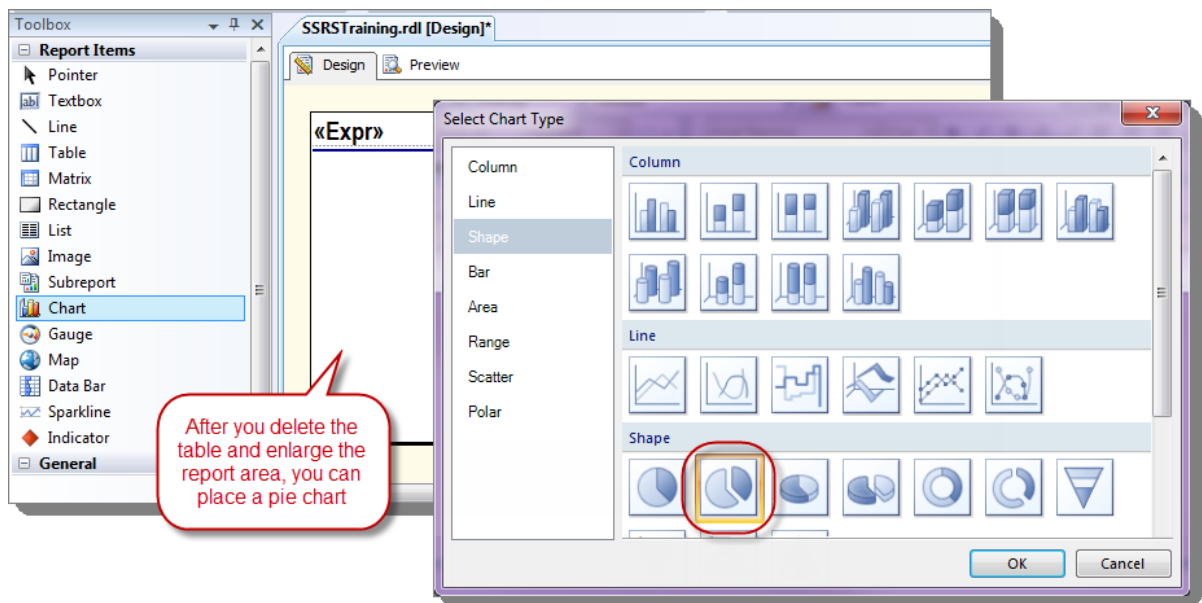 Toolbox
Report Items
Pointer
Textbox
Line
Table
Matrix
Rectangle
List
Image
Subreport
Chart
Gauge
Map
Data Bar
Sparkline
Indicator
General
SSRSTraining.rdl [Design]*
Design
Preview
«Expr»
After you delete the
table and enlarge the
report area, you can
place a pie chart
Select Chart Type
Column
Line
Shape
Bar
Area
Range
Scatter
Polar
Column
Line
Shape
OK
Cancel